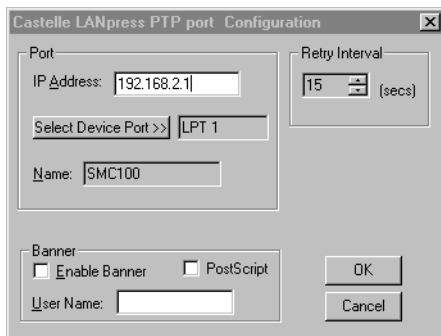 Castelle LANpress PTP port Configuration
Port
IP Address: 192.168.2.1
Select Device Port >> LPT 1
Name: SMC100
Retry Interval
15 (secs)
Banner
Enable Banner PostScript
User Name:
OK
Cancel